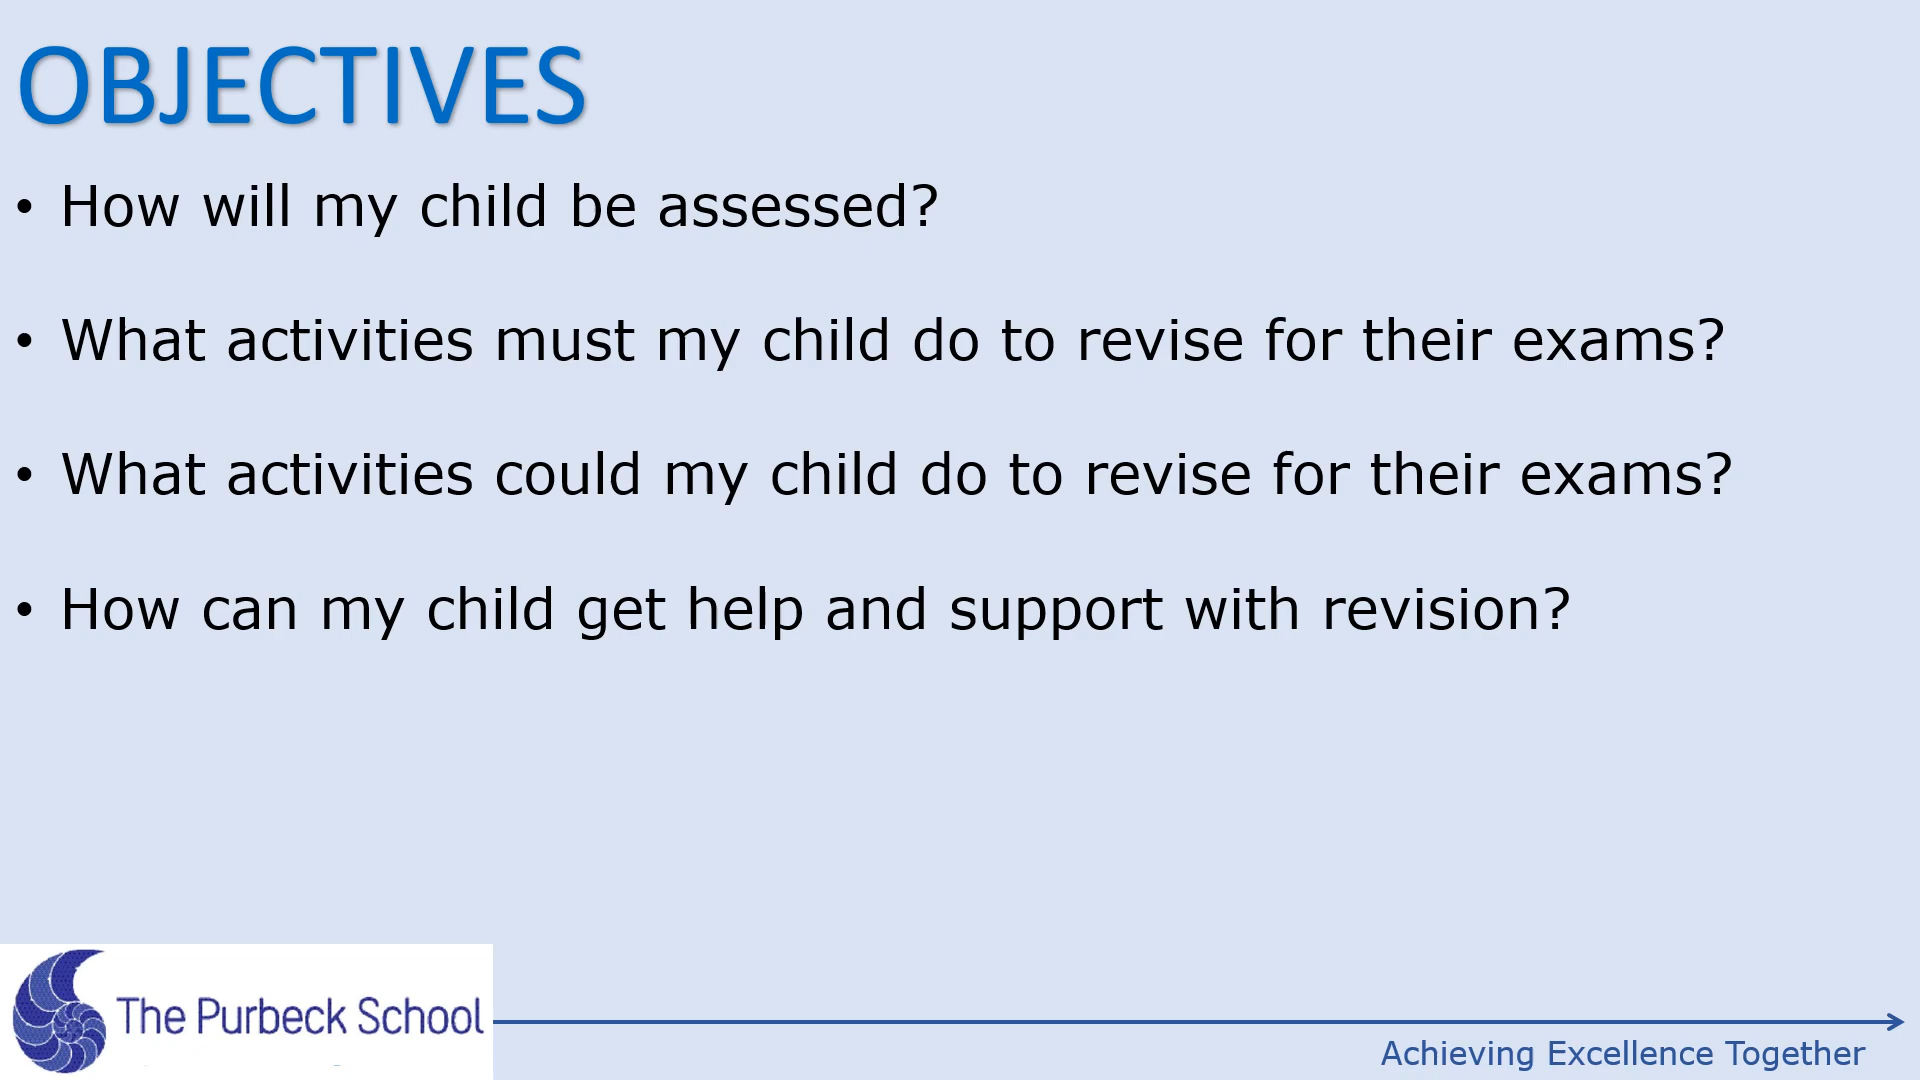 OBJECTIVES
• How will my child be assessed?
• What activities must my child do to revise for their exams?
• What activities could my child do to revise for their exams?
• How can my child get help and support with revision?
The Purbeck School
Achieving Excellence Together